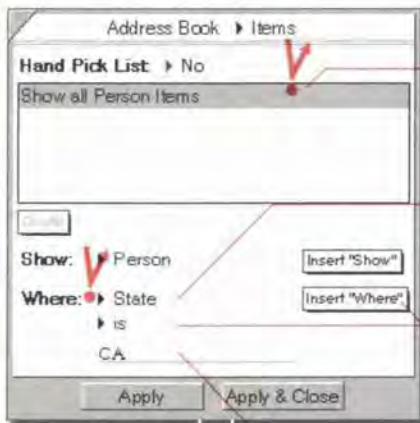 Address Book ▸ Items
Hand Pick List: ▸ No
Show all Person Items
Show: ▸ Person Insert "Show"
Where: ▸ State Insert "Where"
▸ is
CA
Apply Apply & Close